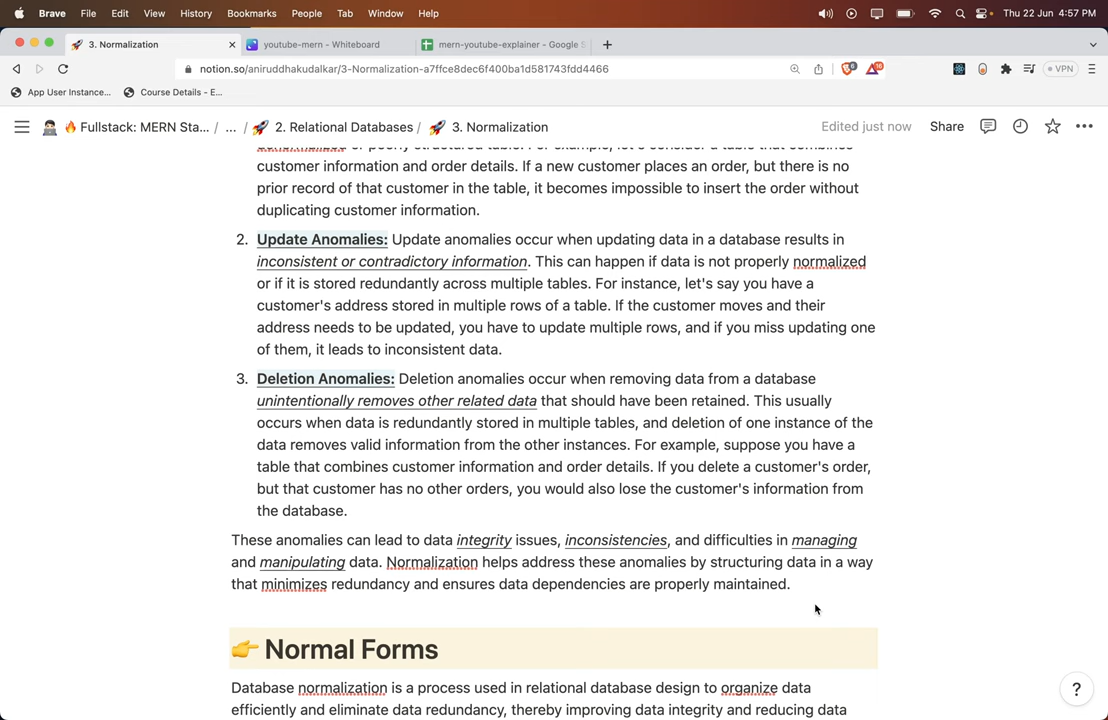 Brave File Edit View History Bookmarks People Tab Window Help Thu 22 Jun 4:57 PM
3. Normalization youtube-mern - Whiteboard mern-youtube-explainer - Google S
notion.so/aniruddhakudalkar/3-Normalization-a7ffce8dec6f400ba1d581743fdd4466 6 18 VPN
App User Instance... Course Details - E...
Fullstack: MERN Sta... / ... / 2. Relational Databases / 3. Normalization Edited just now Share
customer information and order details. If a new customer places an order, but there is no
prior record of that customer in the table, it becomes impossible to insert the order without
duplicating customer information.
2. Update Anomalies: Update anomalies occur when updating data in a database results in
inconsistent or contradictory information. This can happen if data is not properly normalized
or if it is stored redundantly across multiple tables. For instance, let's say you have a
customer's address stored in multiple rows of a table. If the customer moves and their
address needs to be updated, you have to update multiple rows, and if you miss updating one
of them, it leads to inconsistent data.
3. Deletion Anomalies: Deletion anomalies occur when removing data from a database
unintentionally removes other related data that should have been retained. This usually
occurs when data is redundantly stored in multiple tables, and deletion of one instance of the
data removes valid information from the other instances. For example, suppose you have a
table that combines customer information and order details. If you delete a customer's order,
but that customer has no other orders, you would also lose the customer's information from
the database.
These anomalies can lead to data integrity issues, inconsistencies, and difficulties in managing
and manipulating data. Normalization helps address these anomalies by structuring data in a way
that minimizes redundancy and ensures data dependencies are properly maintained.
Normal Forms
Database normalization is a process used in relational database design to organize data
efficiently and eliminate data redundancy, thereby improving data integrity and reducing data
?